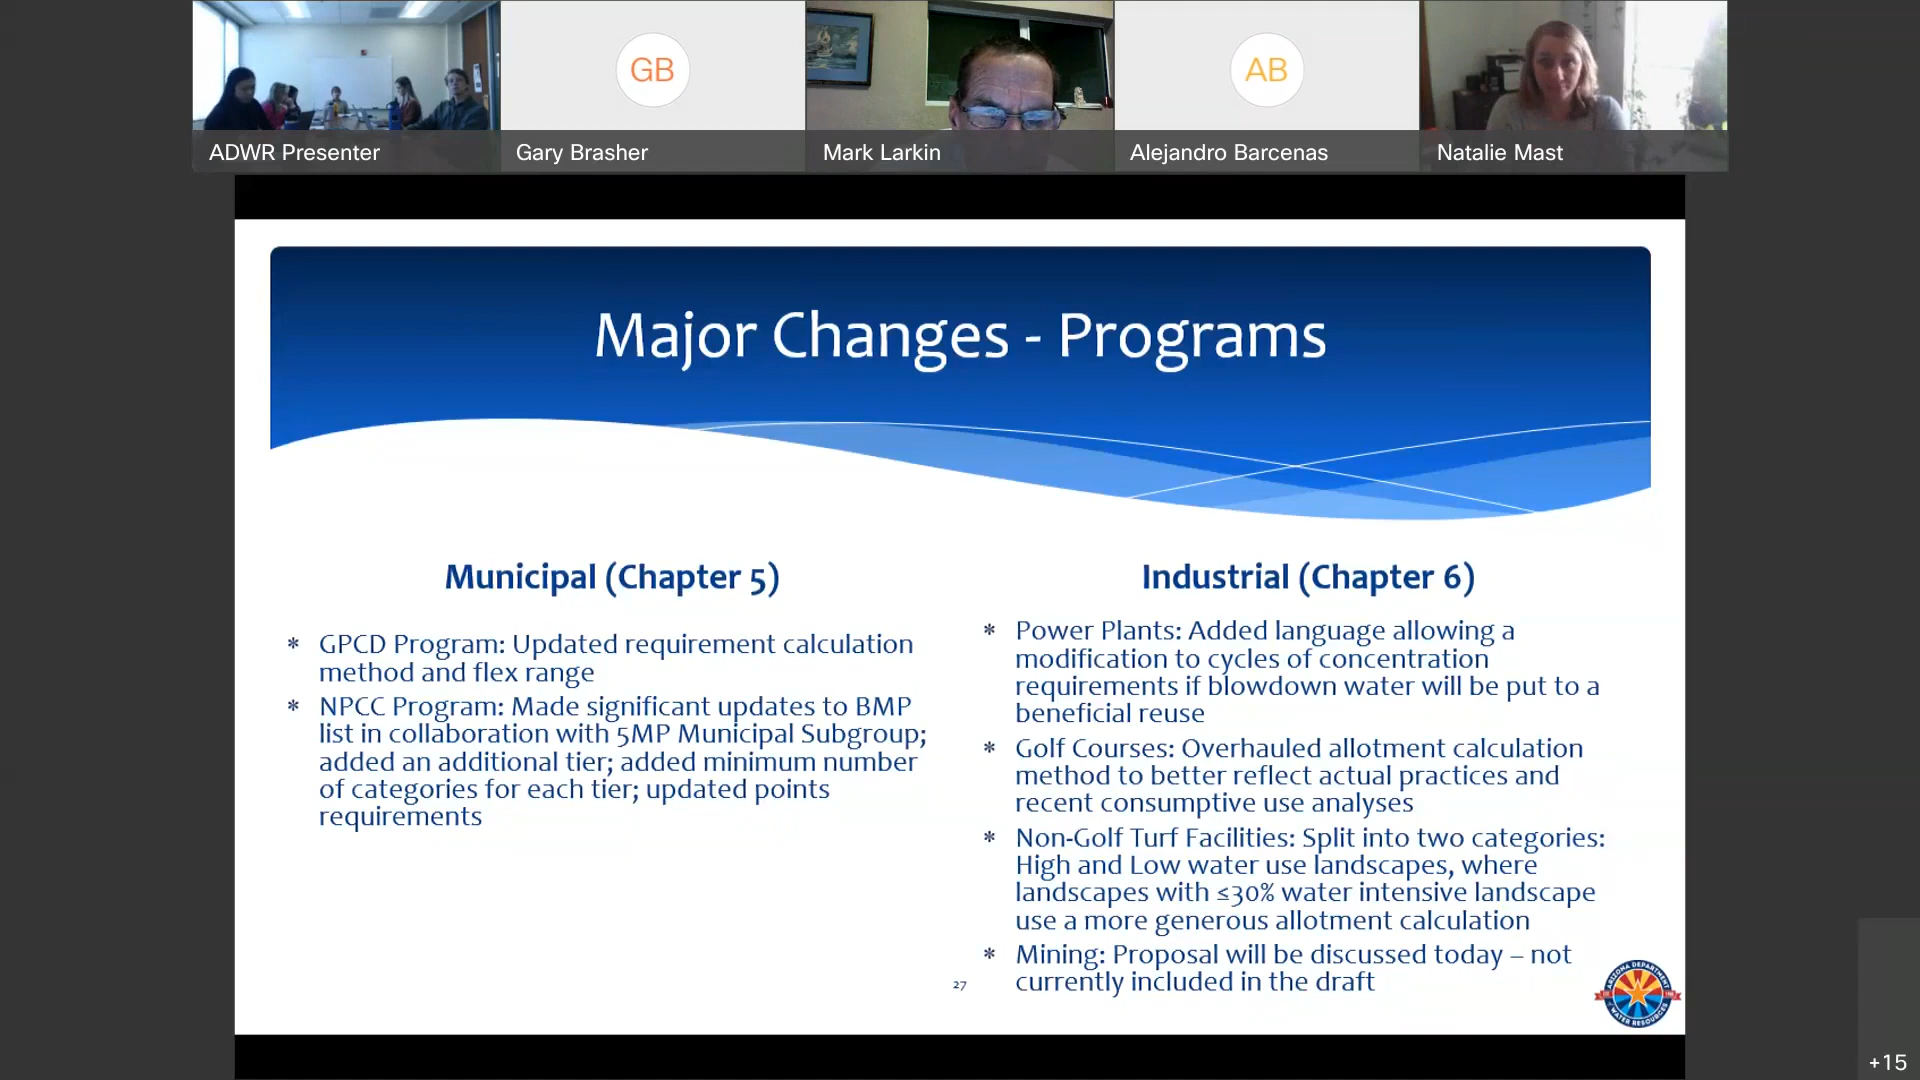 GB
AB
ADWR Presenter
Gary Brasher
Mark Larkin
Alejandro Barcenas
Natalie Mast
Major Changes - Programs
Municipal (Chapter 5)
* GPCD Program: Updated requirement calculation
method and flex range
* NPCC Program: Made significant updates to BMP
list in collaboration with 5MP Municipal Subgroup;
added an additional tier; added minimum number
of categories for each tier; updated points
requirements
Industrial (Chapter 6)
* Power Plants: Added language allowing a
modification to cycles of concentration
requirements if blowdown water will be put to a
beneficial reuse
* Golf Courses: Overhauled allotment calculation
method to better reflect actual practices and
recent consumptive use analyses
* Non-Golf Turf Facilities: Split into two categories:
High and Low water use landscapes, where
landscapes with ≤30% water intensive landscape
use a more generous allotment calculation
* Mining: Proposal will be discussed today – not
currently included in the draft
27
ARIZONA DEPARTMENT
WATER RESOURCES
+15